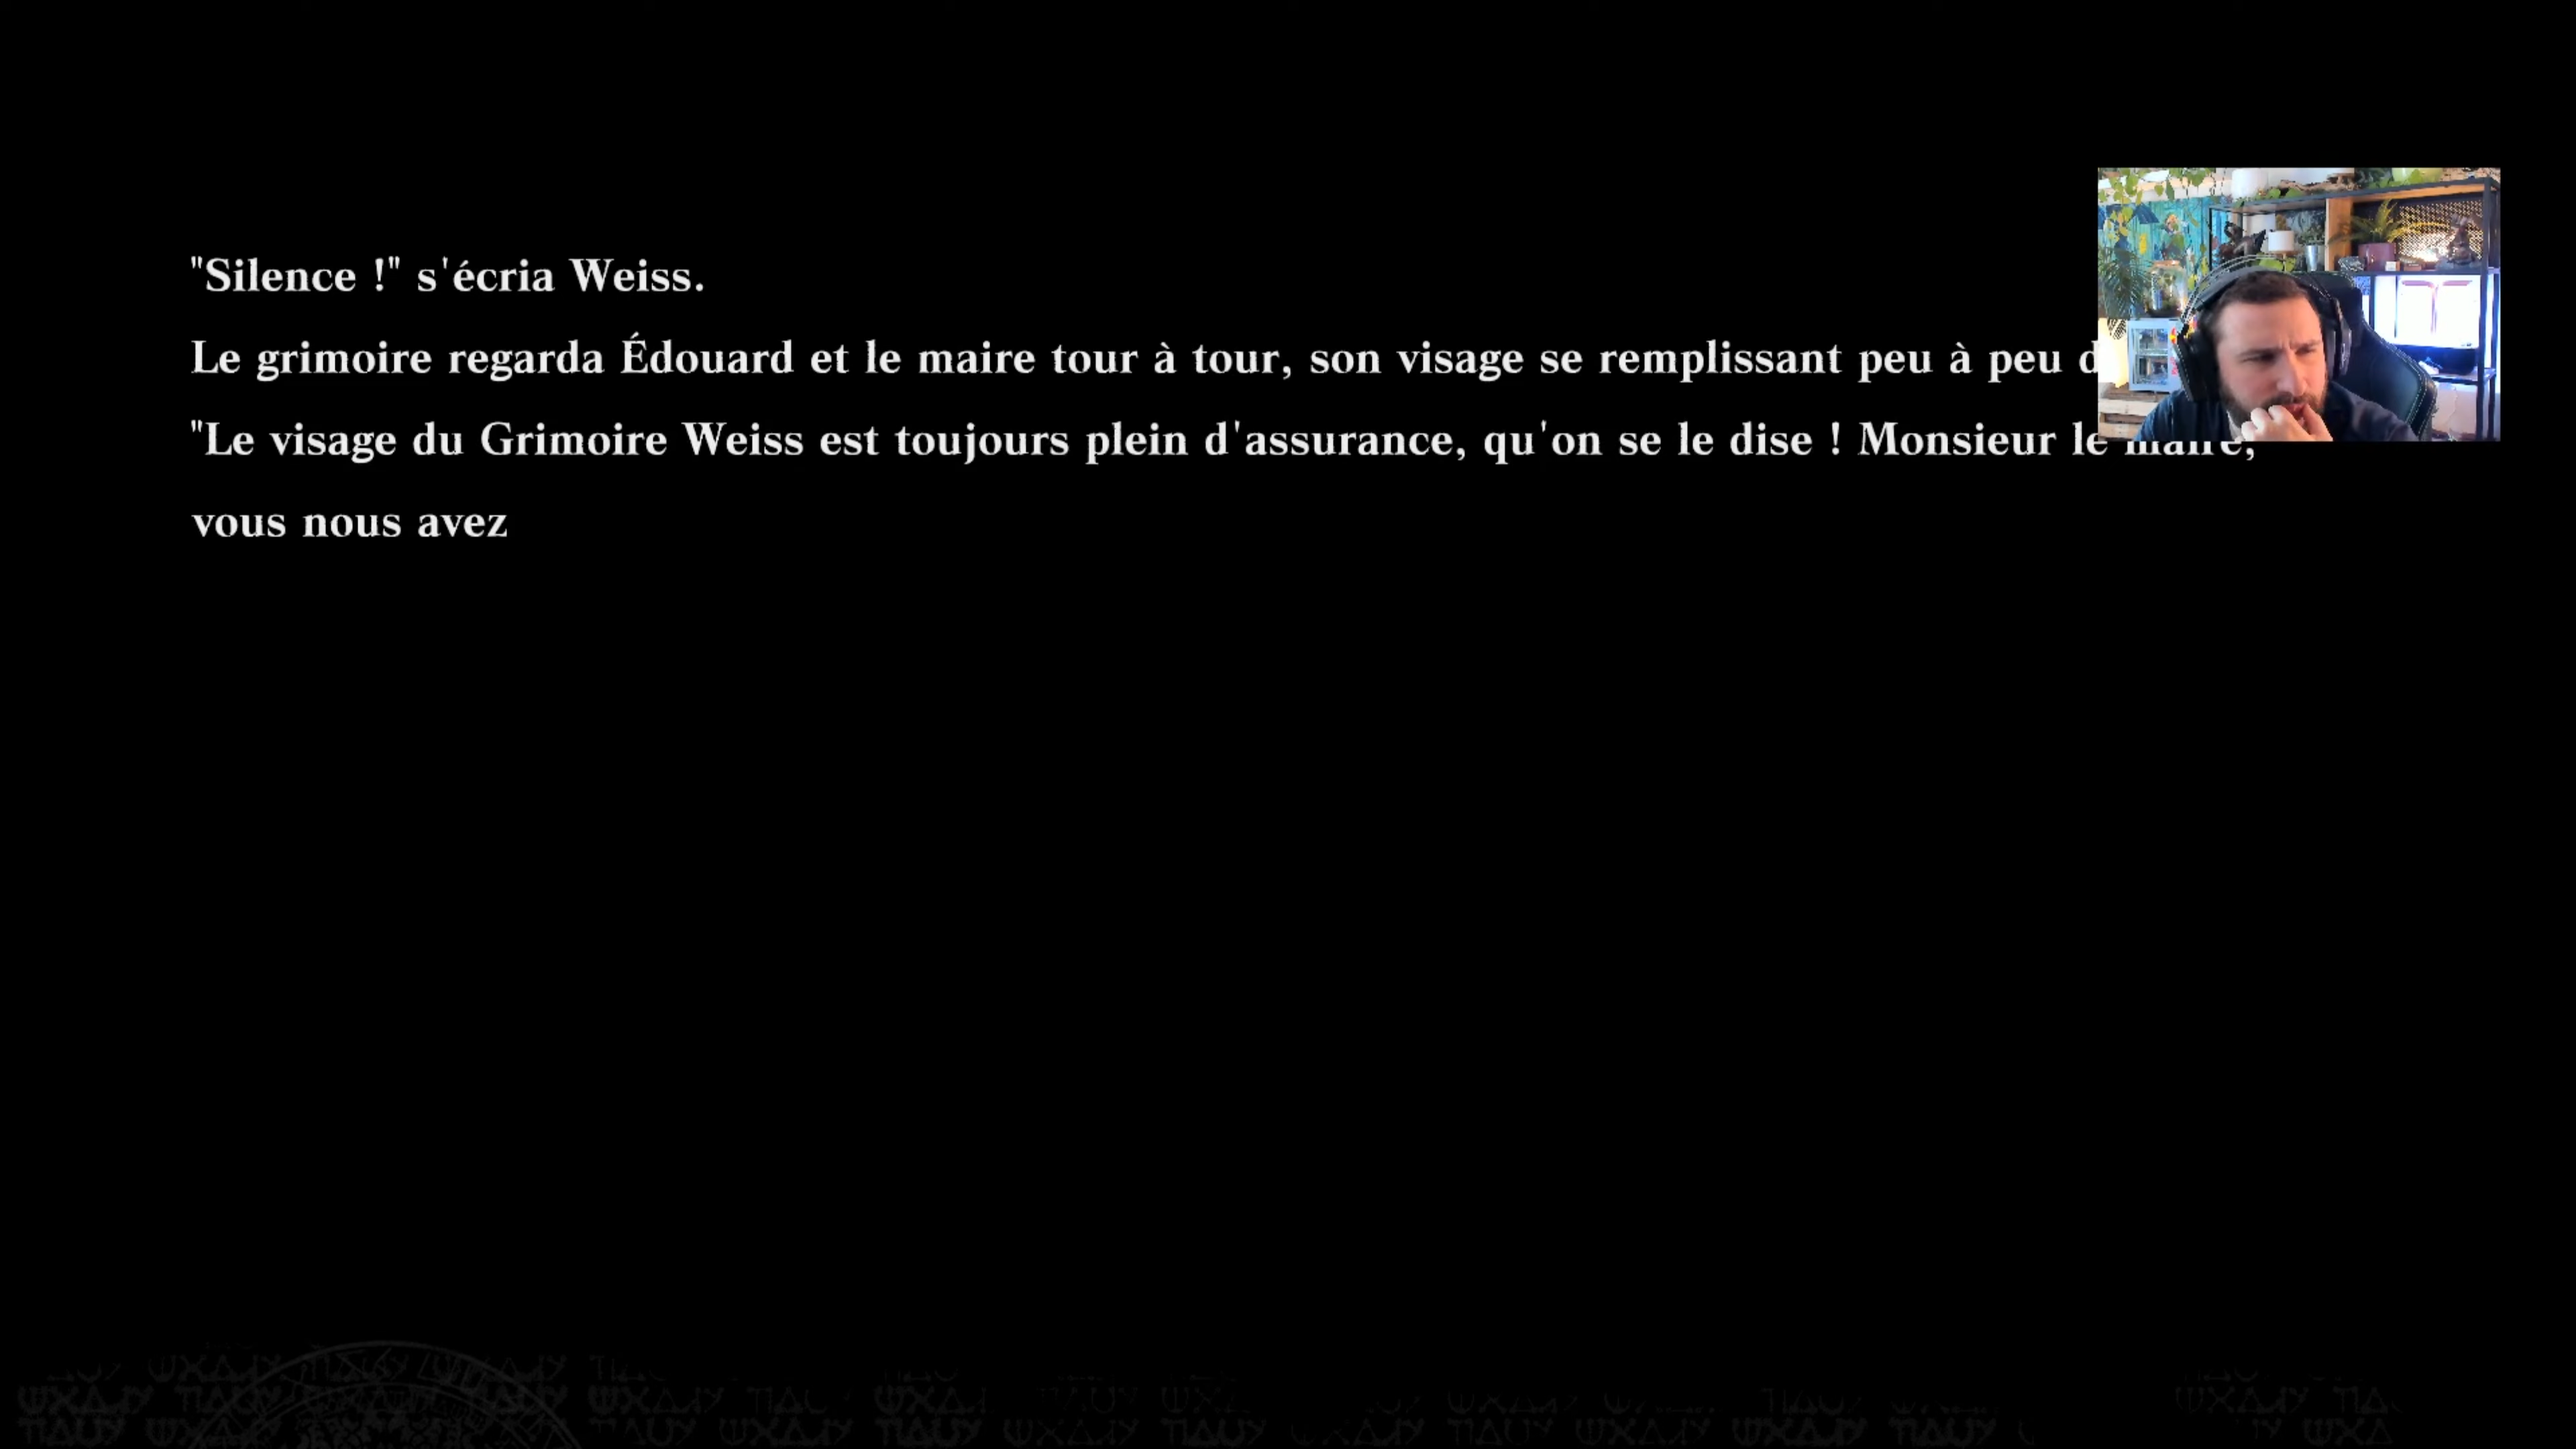 "Silence !" s'écria Weiss.
Le grimoire regarda Édouard et le maire tour à tour, son visage se remplissant peu à peu
"Le visage du Grimoire Weiss est toujours plein d'assurance, qu'on se le dise ! Monsieur le maire,
vous nous avez